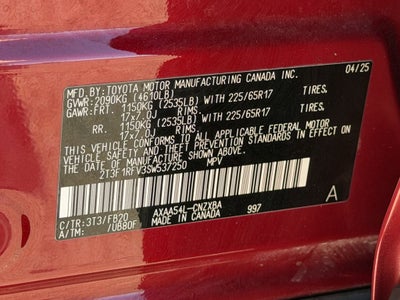 MFD.BY:TOYOTA MOTOR MANUFACTURING CANADA INC.
GVWR:2090KG (4610LB) 04/25
GAWR:FRT. 1150KG (2535LB) WITH 225/65R17 TIRES.
17x7.0J RIMS.
RR. 1150KG (2535LB) WITH 225/65R17 TIRES.
17x7.0J RIMS.
THIS VEHICLE CONFORMS TO ALL APPLICABLE FEDERAL MOTOR
VEHICLE SAFETY AND THEFT PREVENTION STANDARDS IN
EFFECT ON THE DATE OF MANUFACTURE SHOWN ABOVE.
2T3F1RFV3SW537250 MPV
A
C/TR:3T3/FB20 AXAA54L-CNZXBA
A/TM: /UB80F MADE IN CANADA 997